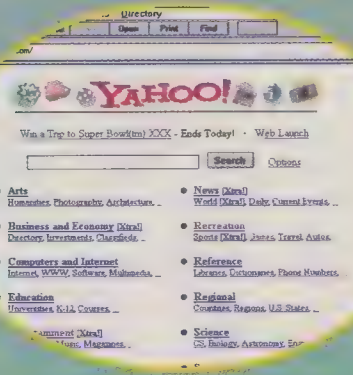 Directory
Open Print Find
.com/
YAHOO!
Win a Trip to Super Bowl(tm) XXX - Ends Today! · Web Launch
Search Options
Arts
Humanities, Photography, Architecture, ...
News [Xtra!]
World [Xtra!], Daily, Current Events, ...
Business and Economy [Xtra!]
Directory, Investments, Classifieds, ...
Recreation
Sports [Xtra!], Games, Travel, Autos,
Computers and Internet
Internet, WWW, Software, Multimedia, ...
Reference
Libraries, Dictionaries, Phone Numbers,
Education
Universities, K-12, Courses, ...
Regional
Countries, Regions, U.S. States, ...
[Xtra!]
Music, Magazines, ...
Science
CS, Biology, Astronomy,